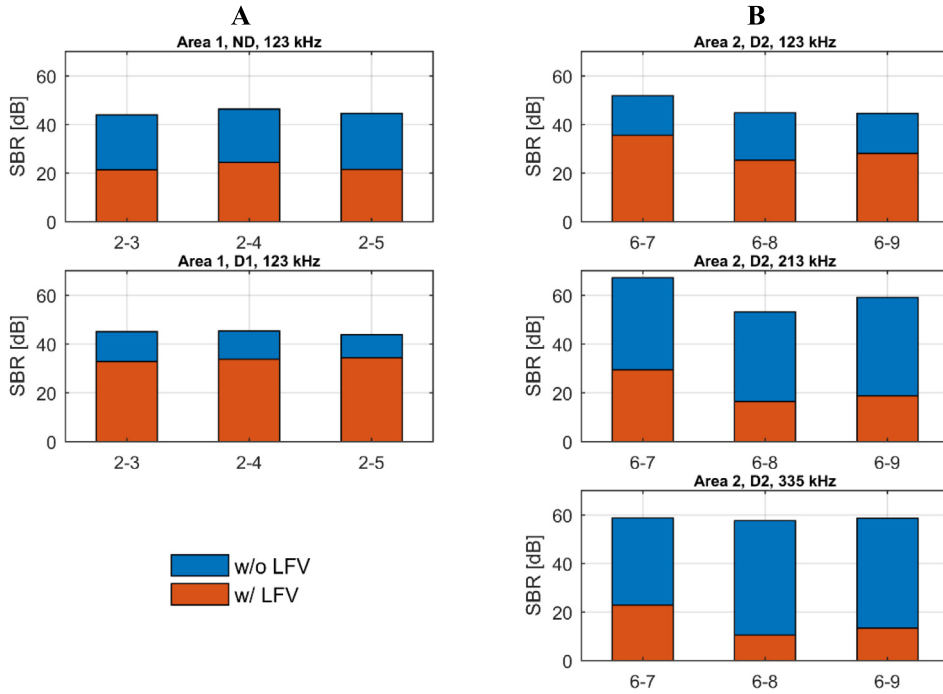 A
Area 1, ND, 123 kHz
SBR [dB]
60
40
20
0
2-3 2-4 2-5
Area 1, D1, 123 kHz
SBR [dB]
60
40
20
0
2-3 2-4 2-5
w/o LFV
w/ LFV
B
Area 2, D2, 123 kHz
SBR [dB]
60
40
20
0
6-7 6-8 6-9
Area 2, D2, 213 kHz
SBR [dB]
60
40
20
0
6-7 6-8 6-9
Area 2, D2, 335 kHz
SBR [dB]
60
40
20
0
6-7 6-8 6-9